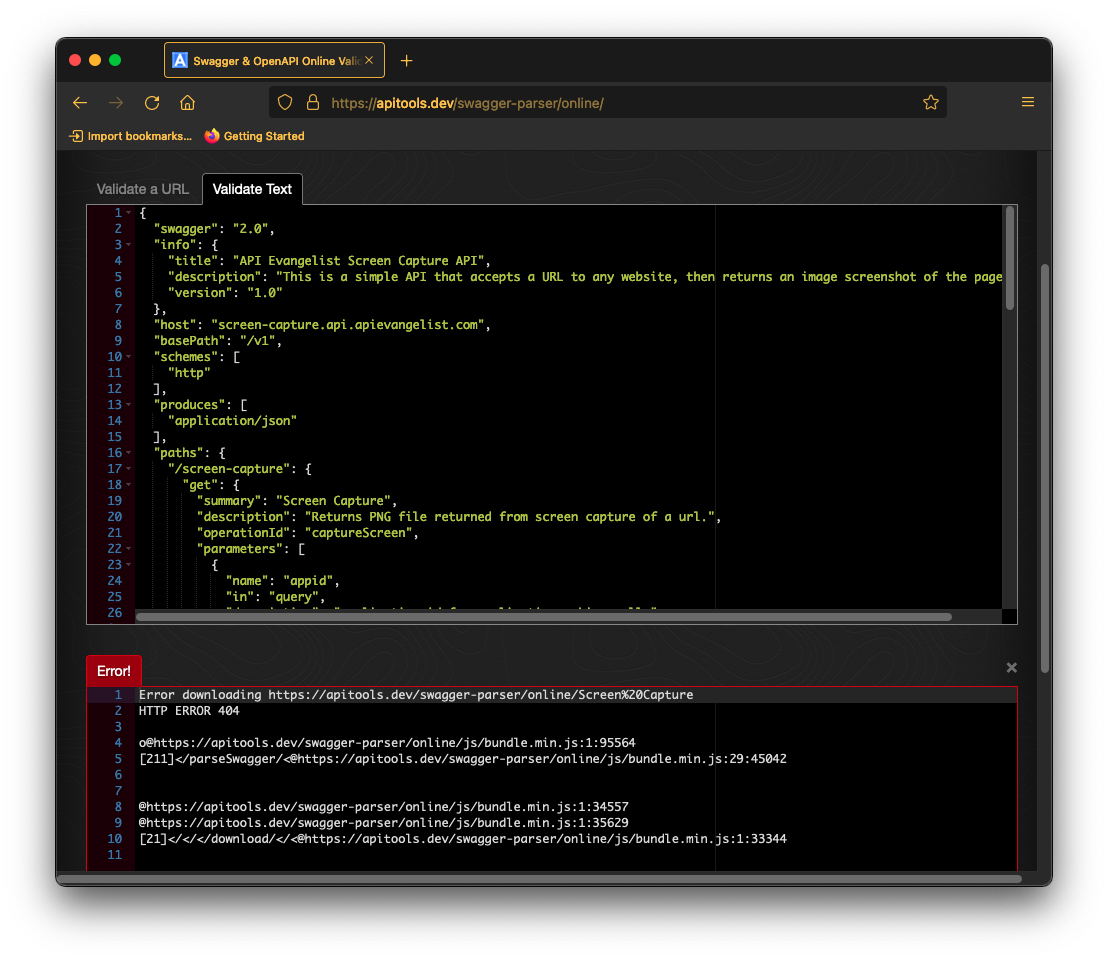 Swagger & OpenAPI Online Vali
https://apitools.dev/swagger-parser/online/
Import bookmarks...
Getting Started
Validate a URL
Validate Text
1 {
2 "swagger": "2.0",
3 "info": {
4 "title": "API Evangelist Screen Capture API",
5 "description": "This is a simple API that accepts a URL to any website, then returns an image screenshot of the page
6 "version": "1.0"
7 },
8 "host": "screen-capture.api.apievangelist.com",
9 "basePath": "/v1",
10 "schemes": [
11 "http"
12 ],
13 "produces": [
14 "application/json"
15 ],
16 "paths": {
17 "/screen-capture": {
18 "get": {
19 "summary": "Screen Capture",
20 "description": "Returns PNG file returned from screen capture of a url.",
21 "operationId": "captureScreen",
22 "parameters": [
23 {
24 "name": "appid",
25 "in": "query",
26
Error!
1 Error downloading https://apitools.dev/swagger-parser/online/Screen%20Capture
2 HTTP ERROR 404
3
4 o@https://apitools.dev/swagger-parser/online/js/bundle.min.js:1:95564
5 [211]</parseSwagger/<@https://apitools.dev/swagger-parser/online/js/bundle.min.js:29:45042
6
7
8 @https://apitools.dev/swagger-parser/online/js/bundle.min.js:1:34557
9 @https://apitools.dev/swagger-parser/online/js/bundle.min.js:1:35629
10 [21]</</</download/</<@https://apitools.dev/swagger-parser/online/js/bundle.min.js:1:33344
11